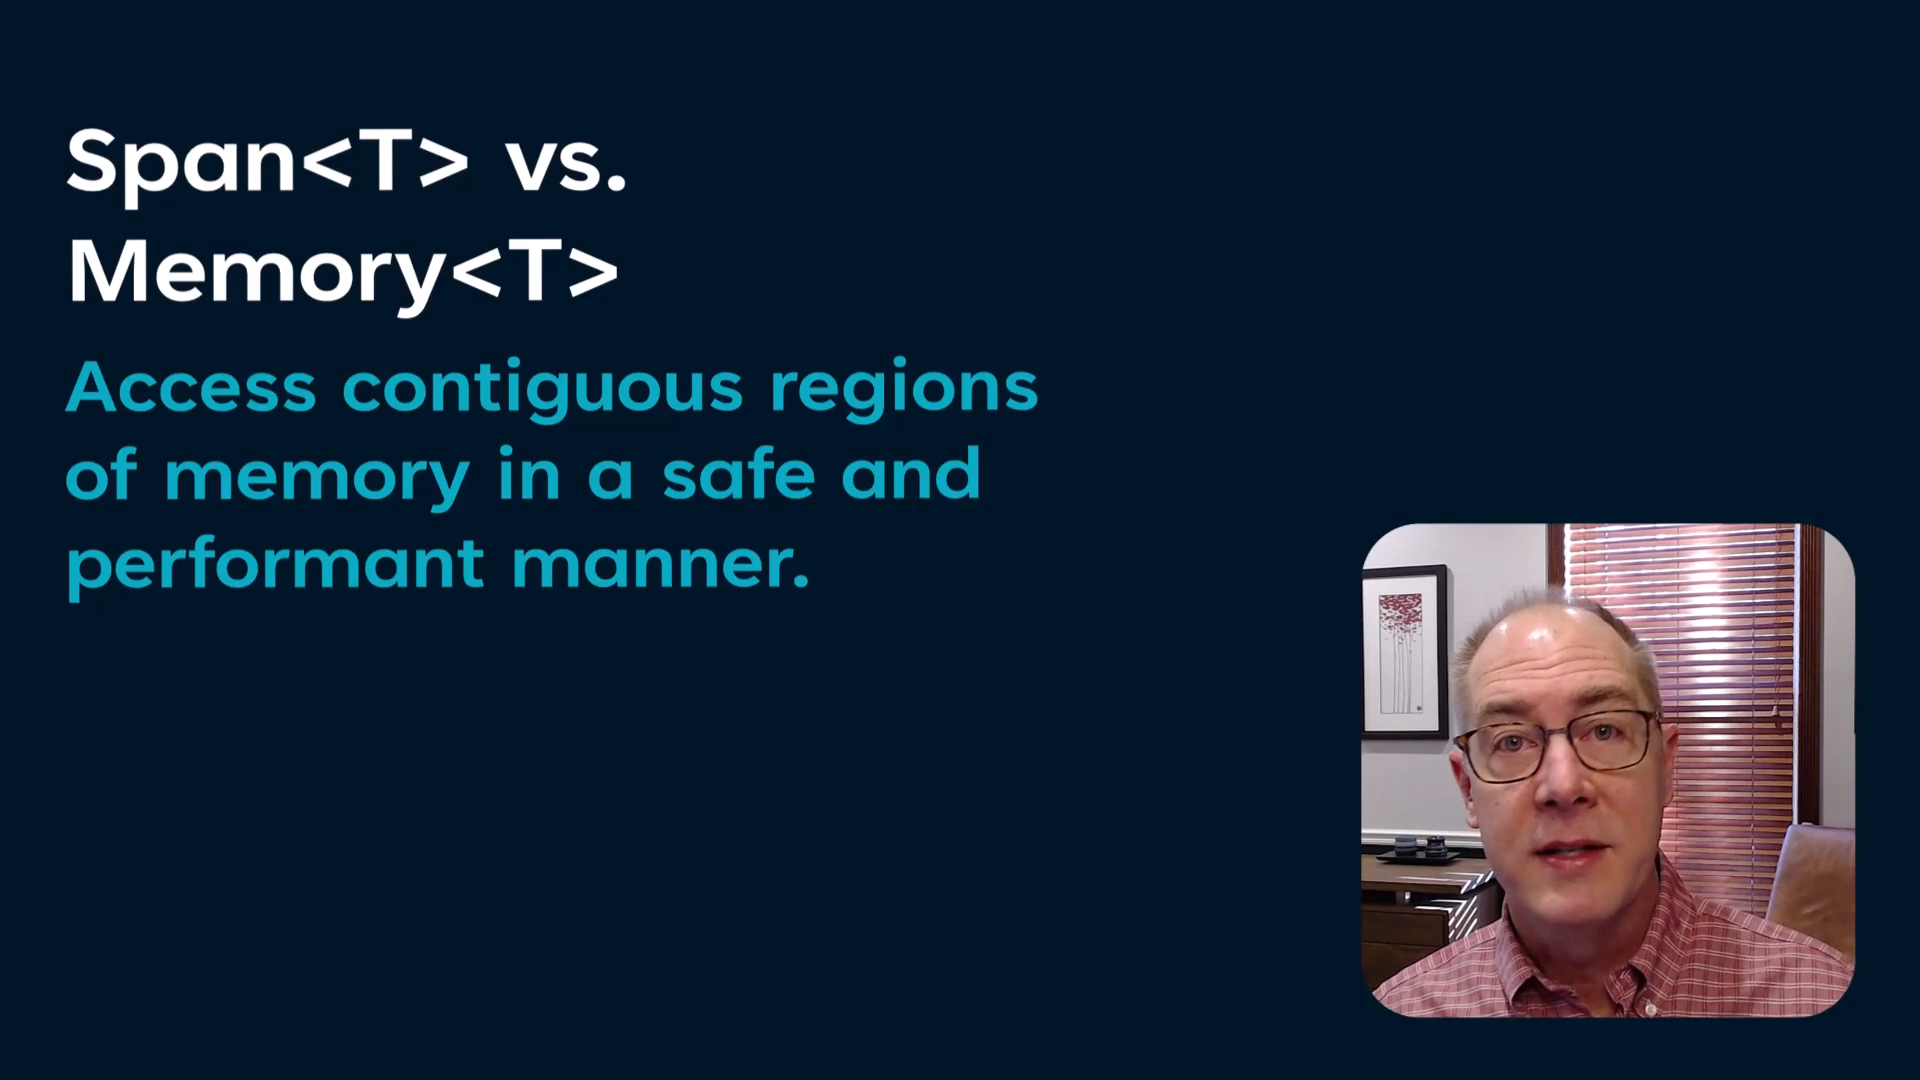 Span<T> vs.
Memory<T>
Access contiguous regions
of memory in a safe and
performant manner.